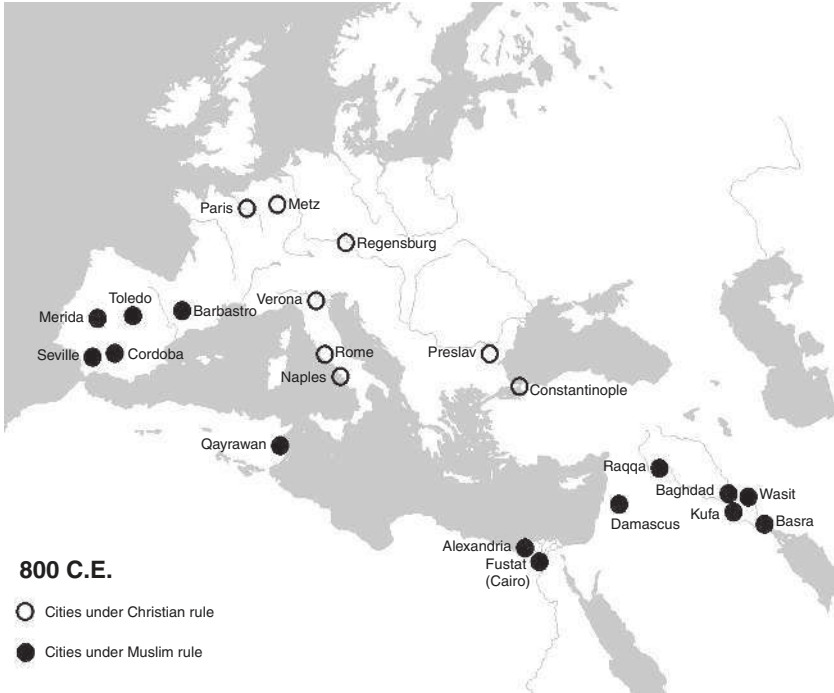 Paris
Metz
Regensburg
Verona
Toledo
Barbastro
Merida
Seville
Cordoba
Rome
Preslav
Naples
Constantinople
Qayrawan
Raqqa
Baghdad
Wasit
Kufa
Basra
Damascus
Alexandria
Fustat
(Cairo)
800 C.E.
Cities under Christian rule
Cities under Muslim rule